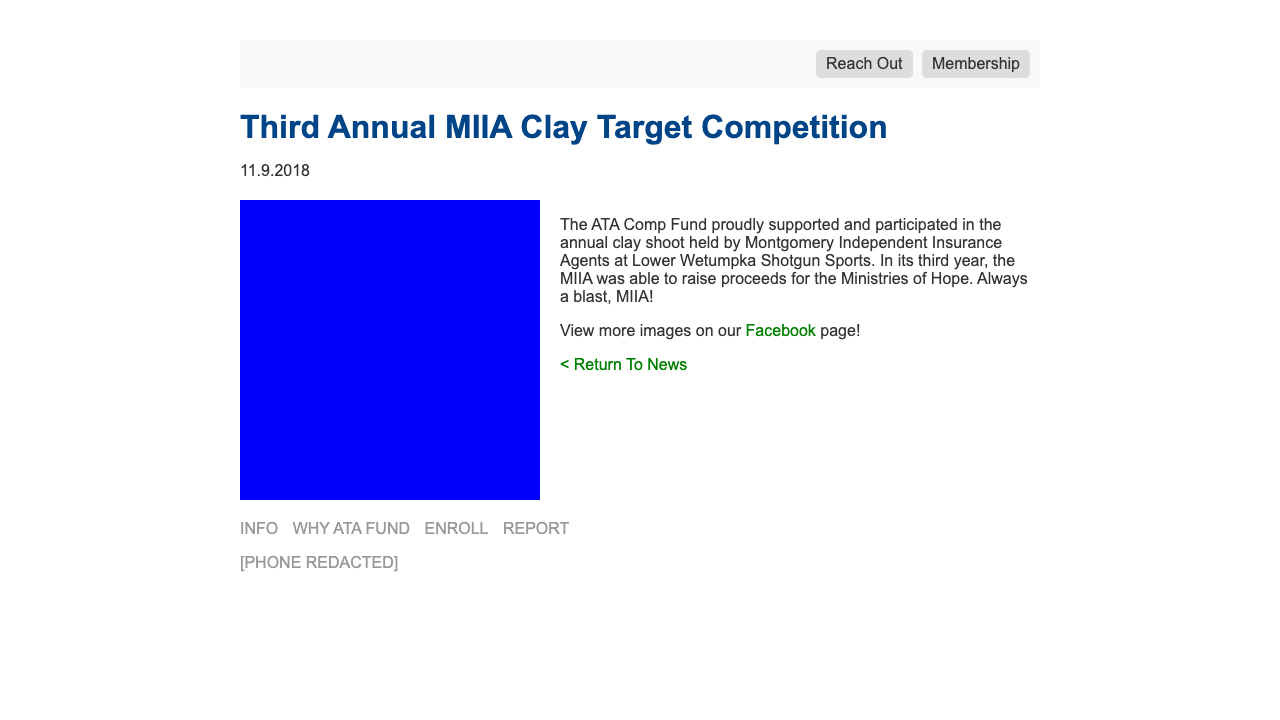 Reach Out Membership
Third Annual MIIA Clay Target Competition
11.9.2018
The ATA Comp Fund proudly supported and participated in the
annual clay shoot held by Montgomery Independent Insurance
Agents at Lower Wetumpka Shotgun Sports. In its third year, the
MIIA was able to raise proceeds for the Ministries of Hope. Always
a blast, MIIA!
View more images on our Facebook page!
< Return To News
INFO WHY ATA FUND ENROLL REPORT
[PHONE REDACTED]